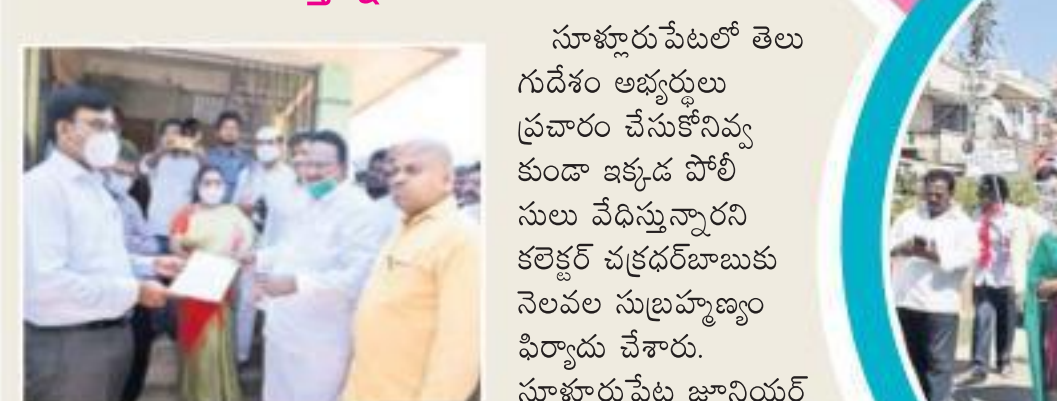 సూళ్లూరుపేటలో తెలు
గుదేశం అభ్యర్థులు
ప్రచారం చేసుకోనివ్వ
కుండా ఇక్కడ పోలీ
సులు వేధిస్తున్నారని
కలెక్టర్ చక్రధర్‌బాబుకు
నెలవల సుబ్రహ్మణ్యం
ఫిర్యాదు చేశారు.
సూళ్లూరుపేట జూనియర్